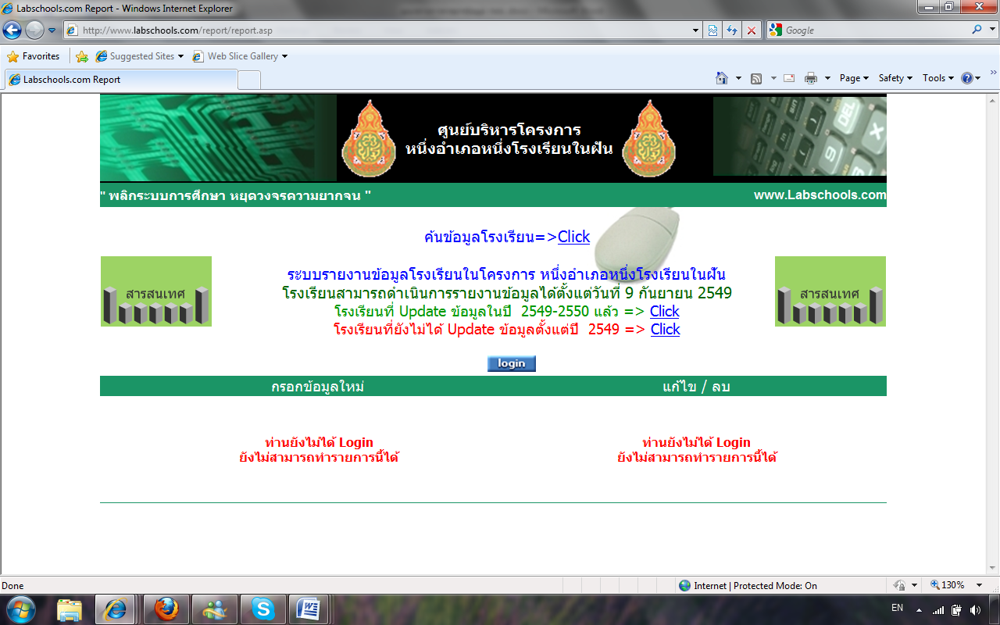 Labschools.com Report - Windows Internet Explorer
http://www.labschools.com/report/report.asp
Google
Favorites Suggested Sites Web Slice Gallery
Labschools.com Report
Page Safety Tools
ศูนย์บริหารโครงการ
หนึ่งอำเภอหนึ่งโรงเรียนในฝัน
DEL
" พลิกระบบการศึกษา หยุดวงจรความยากจน " www.Labschools.com
ค้นข้อมูลโรงเรียน=>Click
ระบบรายงานข้อมูลโรงเรียนในโครงการ หนึ่งอำเภอหนึ่งโรงเรียนในฝัน
สารสนเทศ
โรงเรียนสามารถดำเนินการรายงานข้อมูลได้ตั้งแต่วันที่ 9 กันยายน 2549
สารสนเทศ
โรงเรียนที่ Update ข้อมูลในปี 2549-2550 แล้ว => Click
โรงเรียนที่ยังไม่ได้ Update ข้อมูลตั้งแต่ปี 2549 => Click
login
กรอกข้อมูลใหม่ แก้ไข / ลบ
ท่านยังไม่ได้ Login
ยังไม่สามารถทำรายการนี้ได้
ท่านยังไม่ได้ Login
ยังไม่สามารถทำรายการนี้ได้
Done Internet | Protected Mode: On 130%
EN